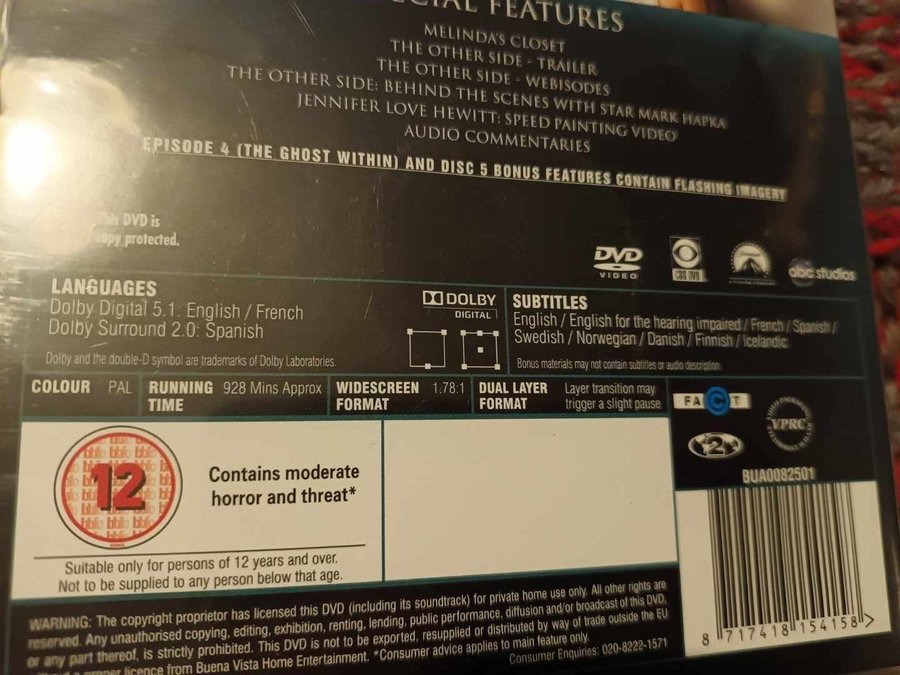 SPECIAL FEATURES
MELINDA'S CLOSET
THE OTHER SIDE - TRAILER
THE OTHER SIDE - WEBISODES
THE OTHER SIDE: BEHIND THE SCENES WITH STAR MARK HAPKA
JENNIFER LOVE HEWITT: SPEED PAINTING VIDEO
AUDIO COMMENTARIES
EPISODE 4 (THE GHOST WITHIN) AND DISC 5 BONUS FEATURES CONTAIN FLASHING IMAGERY
This DVD is
copy protected.
DVD
VIDEO
CBS DVD
abc studios
LANGUAGES
Dolby Digital 5.1: English / French
Dolby Surround 2.0: Spanish
DOLBY
DIGITAL
Dolby and the double-D symbol are trademarks of Dolby Laboratories.
SUBTITLES
English / English for the hearing impaired / French / Spanish /
Swedish / Norwegian / Danish / Finnish / Icelandic
Bonus materials may not contain subtitles or audio description.
COLOUR PAL
RUNNING TIME 928 Mins Approx
WIDESCREEN FORMAT 1.78:1
DUAL LAYER FORMAT Layer transition may
trigger a slight pause
FACT
VPRC
2
BUA0082501
12
Contains moderate
horror and threat*
Suitable only for persons of 12 years and over.
Not to be supplied to any person below that age.
WARNING: The copyright proprietor has licensed this DVD (including its soundtrack) for private home use only. All other rights are
reserved. Any unauthorised copying, editing, exhibition, renting, lending, public performance, diffusion and/or broadcast of this DVD,
or any part thereof, is strictly prohibited. This DVD is not to be exported, resupplied or distributed by way of trade outside the EU
without a proper licence from Buena Vista Home Entertainment. *Consumer advice applies to main feature only.
Consumer Enquiries: 020-8222-1571
8 717418 154158 >